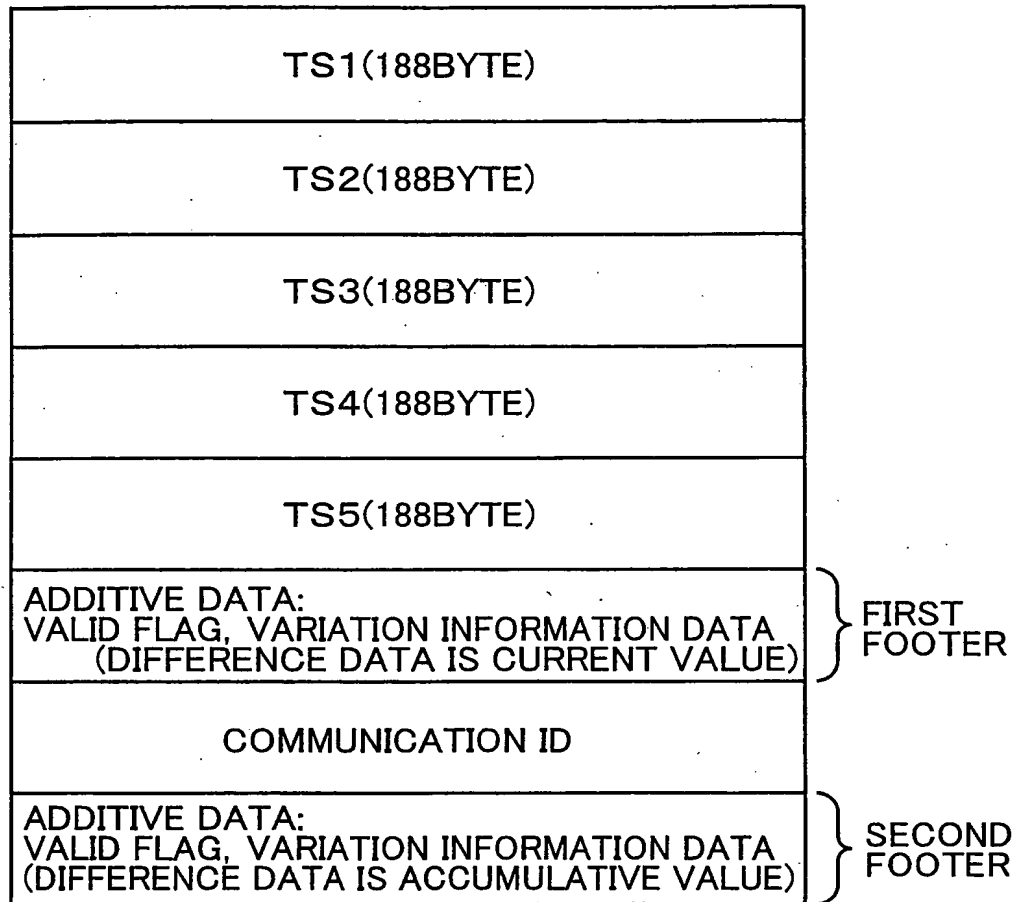 TS1(188BYTE)
TS2(188BYTE)
TS3(188BYTE)
TS4(188BYTE)
TS5(188BYTE)
ADDITIVE DATA:
VALID FLAG, VARIATION INFORMATION DATA
(DIFFERENCE DATA IS CURRENT VALUE)
FIRST
FOOTER
COMMUNICATION ID
ADDITIVE DATA:
VALID FLAG, VARIATION INFORMATION DATA
(DIFFERENCE DATA IS ACCUMULATIVE VALUE)
SECOND
FOOTER